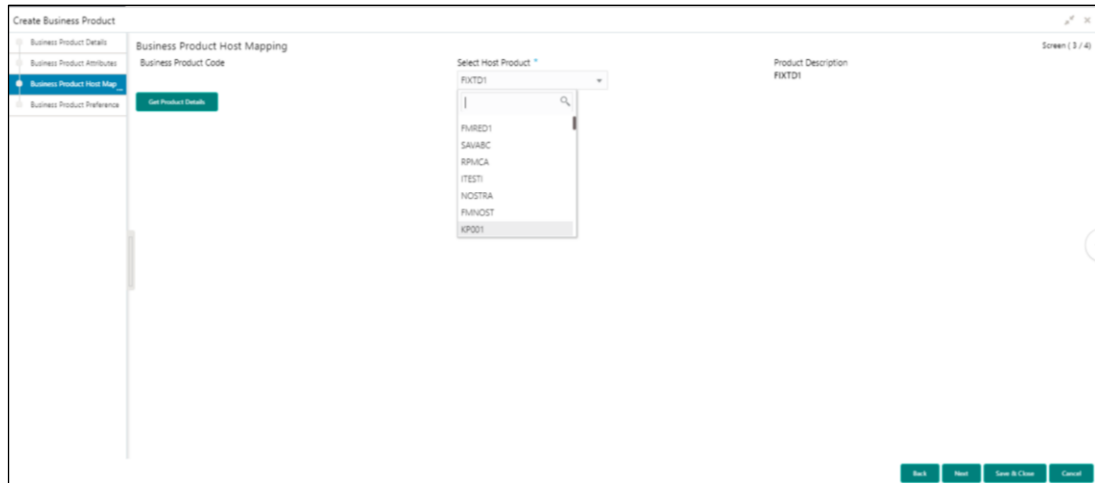 Create Business Product
Business Product Details
Business Product Attributes
Business Product Host Map ...
Business Product Preference
Business Product Host Mapping
Screen ( 3 / 4)
Business Product Code
Select Host Product *
Product Description
FIXTD1
FIXTD1
Get Product Details
FMRED1
SAVABC
RPMCA
ITESTI
NOSTRA
FMNOST
KP001
Back Next Save & Close Cancel